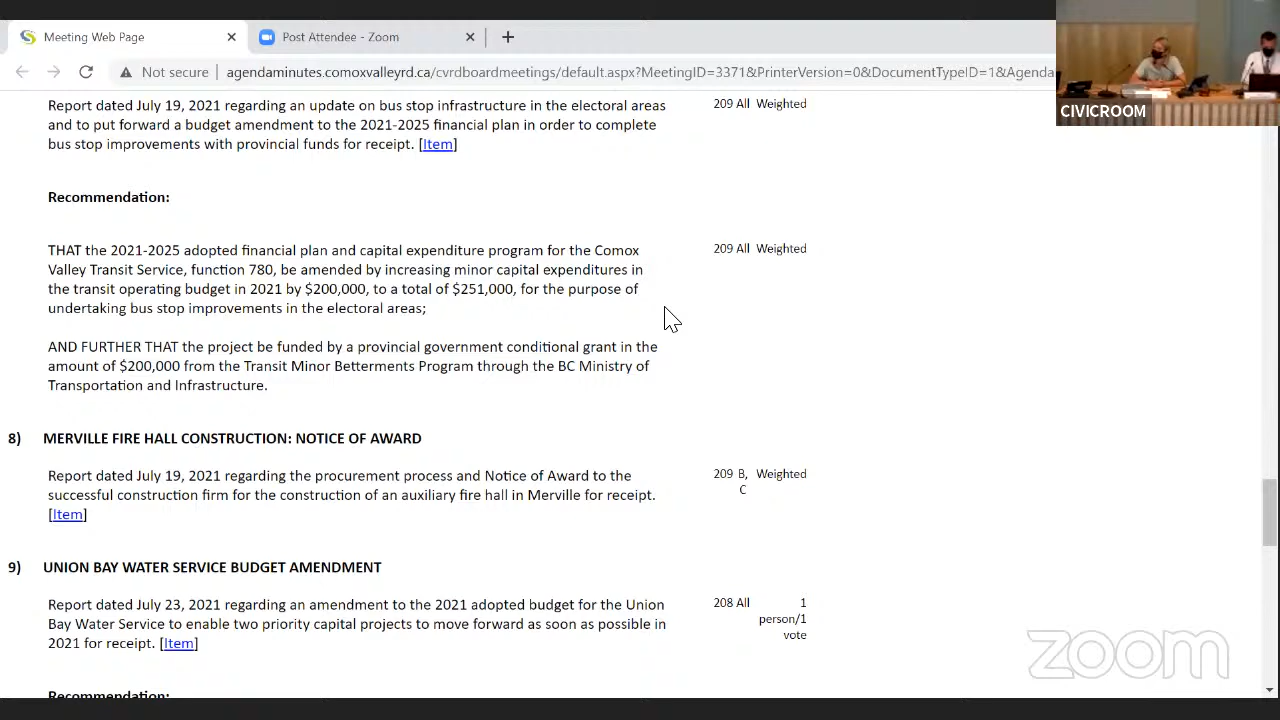 Meeting Web Page
Post Attendee - Zoom
Not secure
agendaminutes.comoxvalleyrd.ca/cvrdboardmeetings/default.aspx?MeetingID=3371&PrinterVersion=0&DocumentTypeID=1&Agenda
CIVICROOM
Report dated July 19, 2021 regarding an update on bus stop infrastructure in the electoral areas
209 All Weighted
and to put forward a budget amendment to the 2021-2025 financial plan in order to complete
bus stop improvements with provincial funds for receipt. [Item]
Recommendation:
THAT the 2021-2025 adopted financial plan and capital expenditure program for the Comox
209 All Weighted
Valley Transit Service, function 780, be amended by increasing minor capital expenditures in
the transit operating budget in 2021 by $200,000, to a total of $251,000, for the purpose of
undertaking bus stop improvements in the electoral areas;
AND FURTHER THAT the project be funded by a provincial government conditional grant in the
amount of $200,000 from the Transit Minor Betterments Program through the BC Ministry of
Transportation and Infrastructure.
8) MERVILLE FIRE HALL CONSTRUCTION: NOTICE OF AWARD
Report dated July 19, 2021 regarding the procurement process and Notice of Award to the
209 B, Weighted
C
successful construction firm for the construction of an auxiliary fire hall in Merville for receipt.
[Item]
9) UNION BAY WATER SERVICE BUDGET AMENDMENT
Report dated July 23, 2021 regarding an amendment to the 2021 adopted budget for the Union
208 All 1
person/1
vote
Bay Water Service to enable two priority capital projects to move forward as soon as possible in
2021 for receipt. [Item]
Recommendation:
zoom